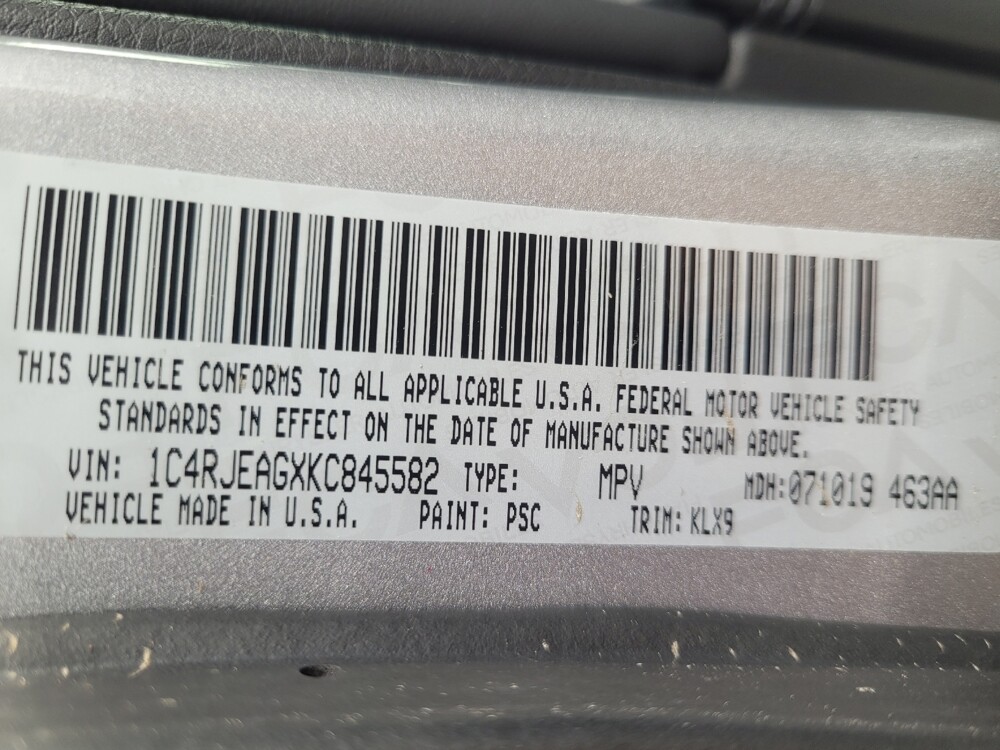 THIS VEHICLE CONFORMS TO ALL APPLICABLE U.S.A. FEDERAL MOTOR VEHICLE SAFETY
STANDARDS IN EFFECT ON THE DATE OF MANUFACTURE SHOWN ABOVE.
VIN: 1C4RJEAGXKC845582 TYPE: MPV MDH:071019 463AA
VEHICLE MADE IN U.S.A. PAINT: PSC TRIM: KLX9